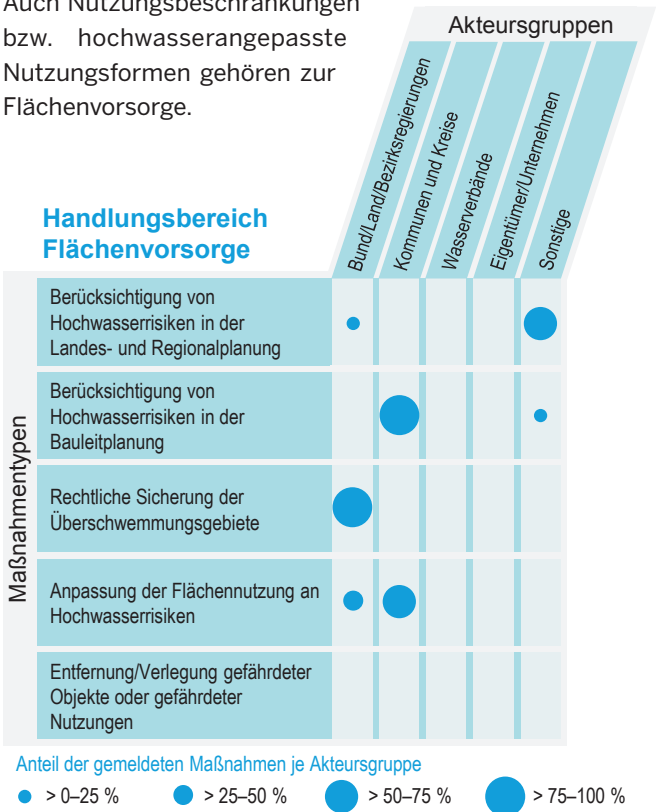 Auch Nutzungsbeschränkungen
bzw. hochwasserangepasste
Nutzungsformen gehören zur
Flächenvorsorge.
Akteursgruppen
Bund/Land/Bezirksregierungen
Kommunen und Kreise
Wasserverbände
Eigentümer/Unternehmen
Sonstige
Handlungsbereich
Flächenvorsorge
Maßnahmentypen
Berücksichtigung von
Hochwasserrisiken in der
Landes- und Regionalplanung
Berücksichtigung von
Hochwasserrisiken in der
Bauleitplanung
Rechtliche Sicherung der
Überschwemmungsgebiete
Anpassung der Flächennutzung an
Hochwasserrisiken
Entfernung/Verlegung gefährdeter
Objekte oder gefährdeter
Nutzungen
Anteil der gemeldeten Maßnahmen je Akteursgruppe
> 0–25 % > 25–50 % > 50–75 % > 75–100 %